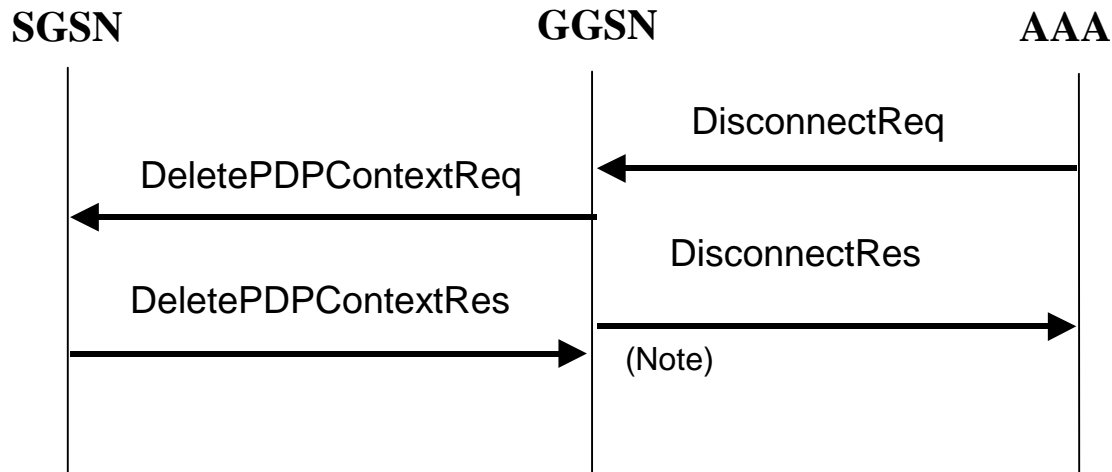 SGSN GGSN AAA
DisconnectReq
DeletePDPContextReq
DisconnectRes
DeletePDPContextRes
(Note)